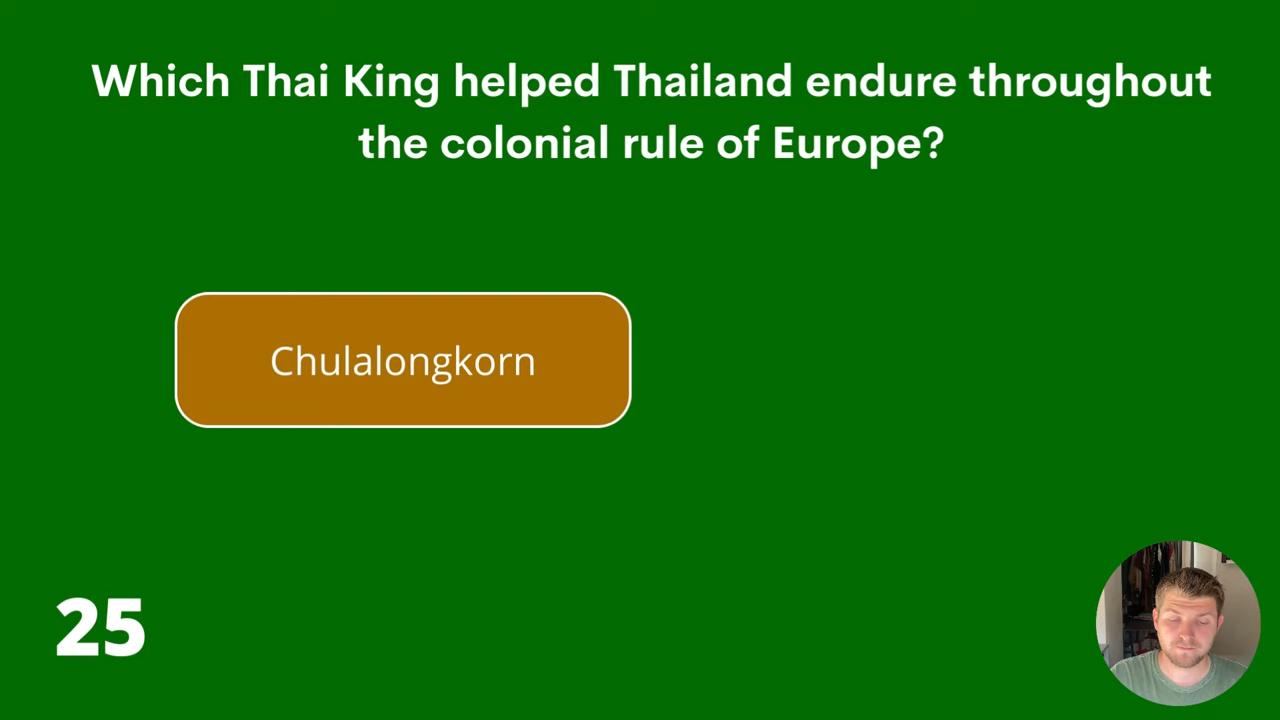 Which Thai King helped Thailand endure throughout
the colonial rule of Europe?
Chulalongkorn
25